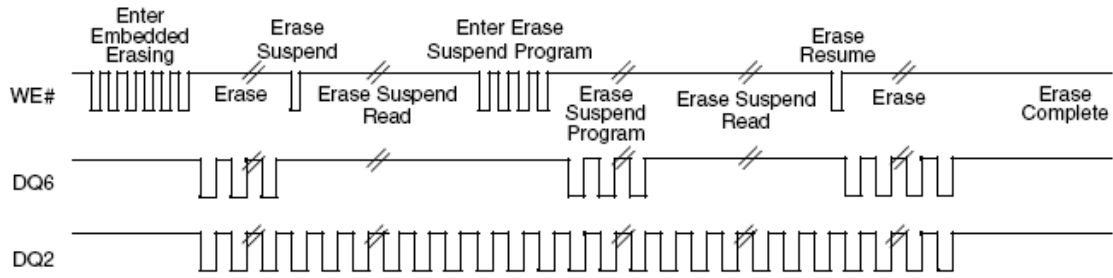 Enter
Embedded
Erasing
Erase
Suspend
Enter Erase
Suspend Program
Erase
Resume
WE#
Erase
Erase Suspend
Read
Erase
Suspend
Program
Erase Suspend
Read
Erase
Erase
Complete
DQ6
DQ2